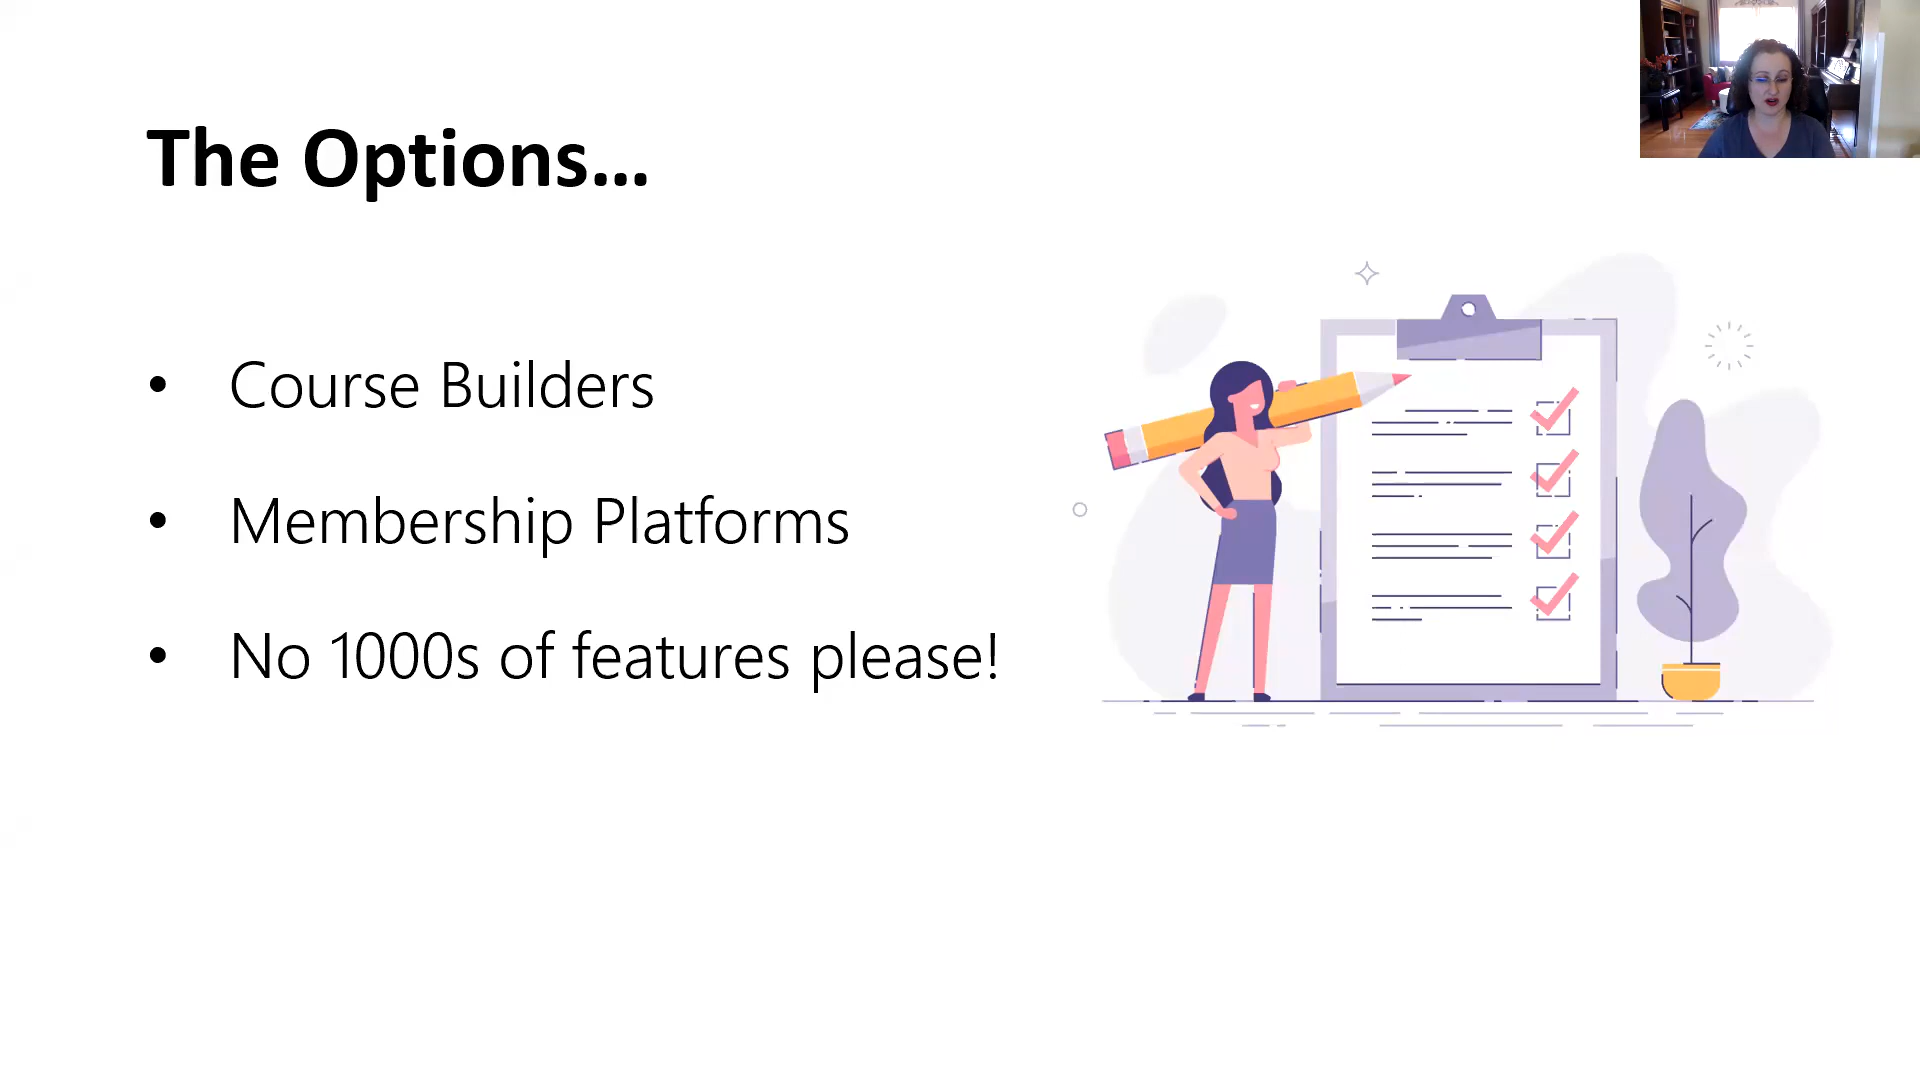 The Options...
• Course Builders
• Membership Platforms
• No 1000s of features please!